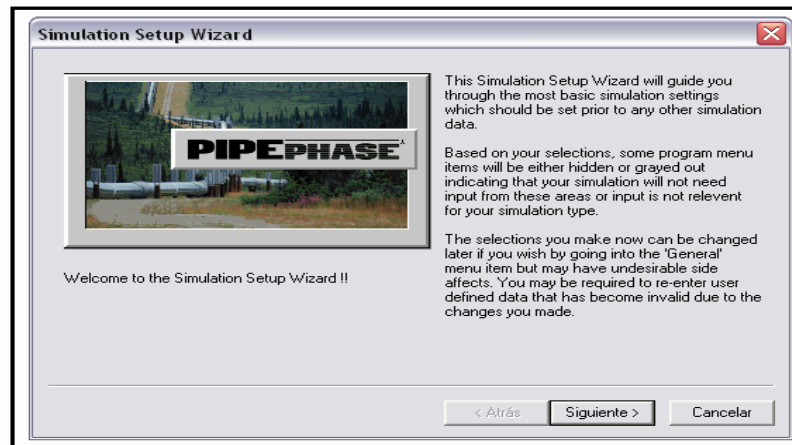 Simulation Setup Wizard
PIPEPHASE
Welcome to the Simulation Setup Wizard !!
This Simulation Setup Wizard will guide you
through the most basic simulation settings
which should be set prior to any other simulation
data.
Based on your selections, some program menu
items will be either hidden or grayed out
indicating that your simulation will not need
input from these areas or input is not relevent
for your simulation type.
The selections you make now can be changed
later if you wish by going into the 'General'
menu item but may have undesirable side
affects. You may be required to re-enter user
defined data that has become invalid due to the
changes you made.
< Atrás
Siguiente >
Cancelar